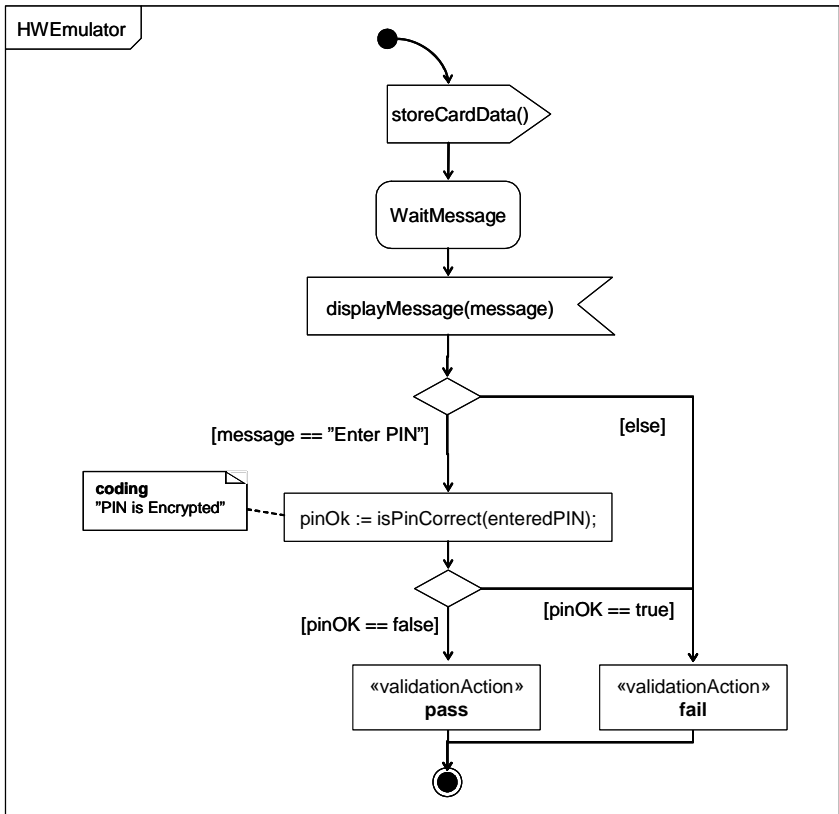 HWEmulator
storeCardData()
WaitMessage
displayMessage(message)
[message == ”Enter PIN”]
[else]
coding
”PIN is Encrypted”
pinOk := isPinCorrect(enteredPIN);
[pinOK == false]
[pinOK == true]
«validationAction»
pass
«validationAction»
fail